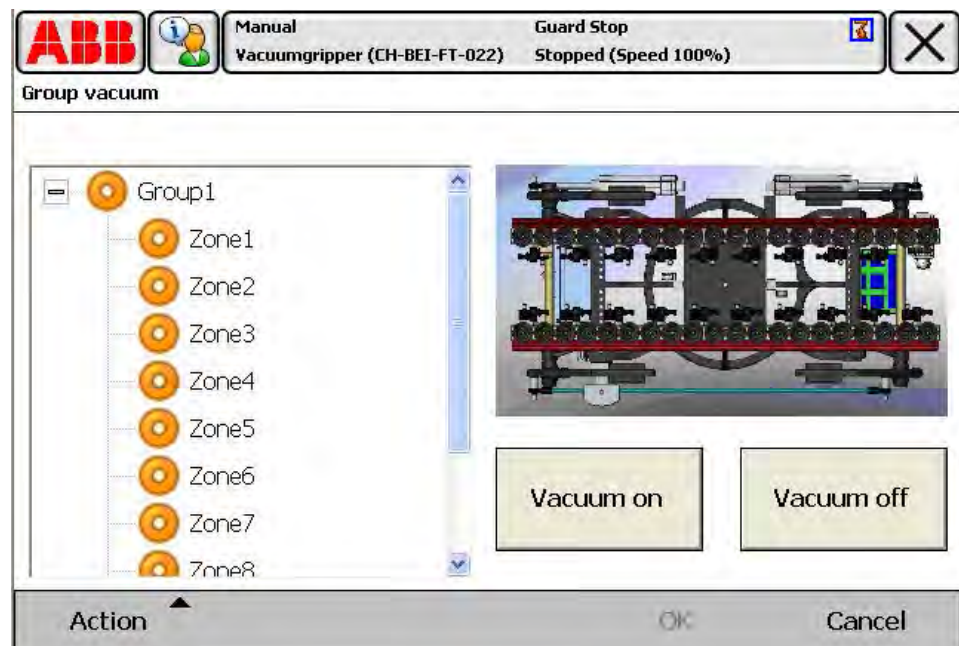 ABB
Manual
Guard Stop
Vacuumgripper (CH-BEI-FT-022)
Stopped (Speed 100%)
Group vacuum
Group1
Zone1
Zone2
Zone3
Zone4
Zone5
Zone6
Zone7
Zone8
Vacuum on
Vacuum off
Action
OK
Cancel